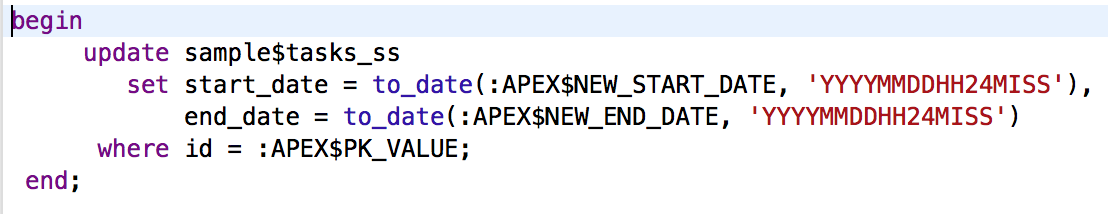 begin
update sample$tasks_ss
set start_date = to_date(:APEX$NEW_START_DATE, 'YYYYMMDDHH24MISS'),
end_date = to_date(:APEX$NEW_END_DATE, 'YYYYMMDDHH24MISS')
where id = :APEX$PK_VALUE;
end;